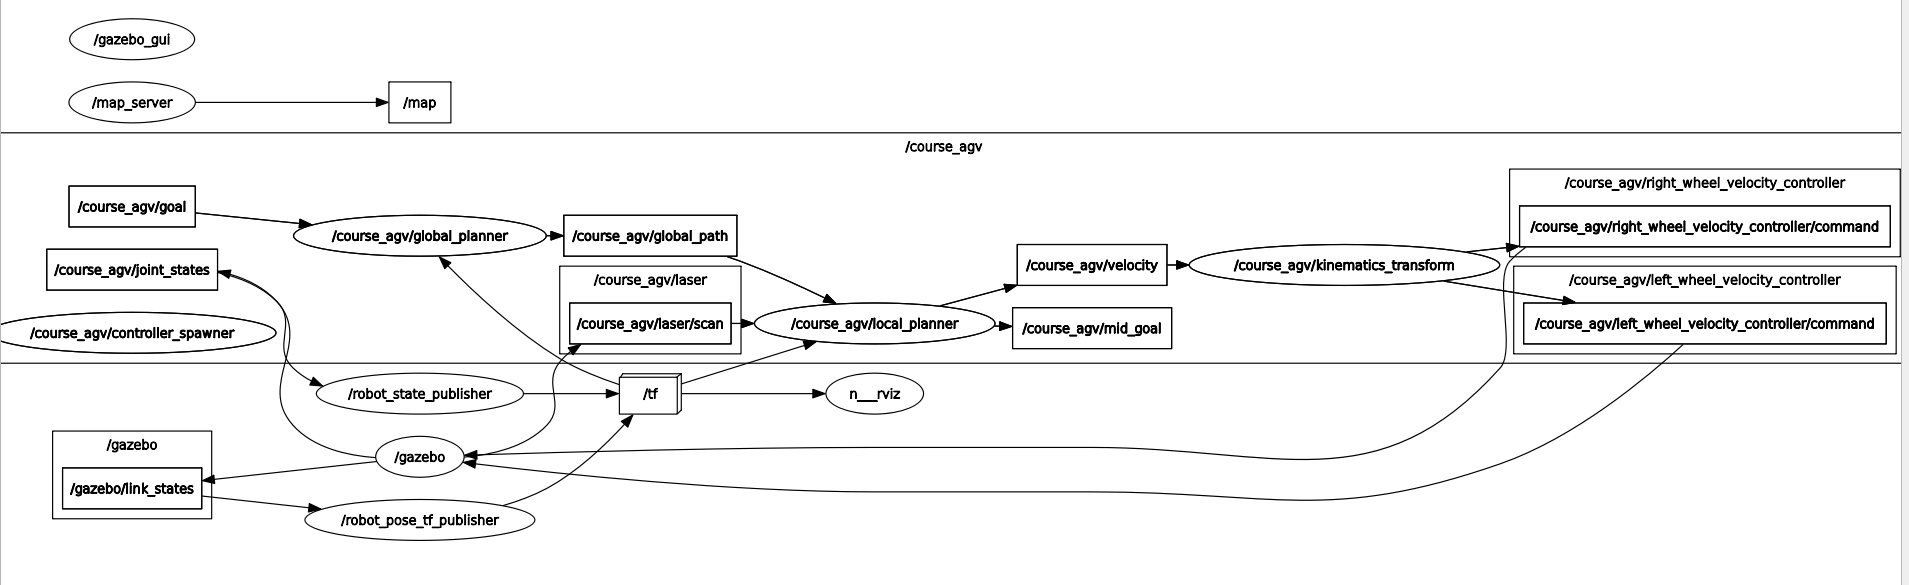 /gazebo_gui
/map_server
/map
/course_agv
/course_agv/right_wheel_velocity_controller
/course_agv/goal
/course_agv/right_wheel_velocity_controller/command
/course_agv/global_planner
/course_agv/global_path
/course_agv/velocity
/course_agv/kinematics_transform
/course_agv/joint_states
/course_agv/laser
/course_agv/left_wheel_velocity_controller
/course_agv/controller_spawner
/course_agv/laser/scan
/course_agv/local_planner
/course_agv/mid_goal
/course_agv/left_wheel_velocity_controller/command
/robot_state_publisher
/tf
n__rviz
/gazebo
/gazebo
/gazebo/link_states
/robot_pose_tf_publisher